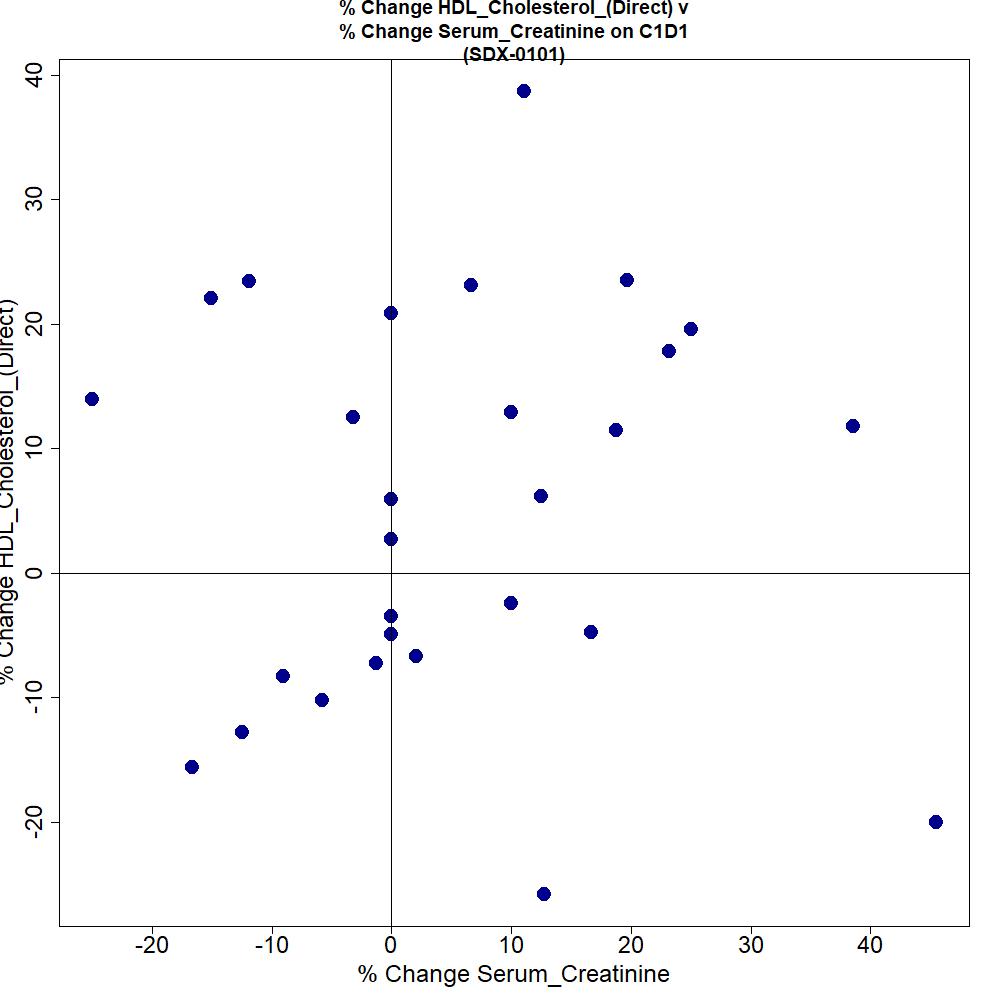 % Change HDL_Cholesterol_(Direct) v
% Change Serum_Creatinine on C1D1
(SDX-0101)
% Change HDL_Cholesterol_(Direct)
40
30
20
10
0
-10
-20
-20 -10 0 10 20 30 40
% Change Serum_Creatinine